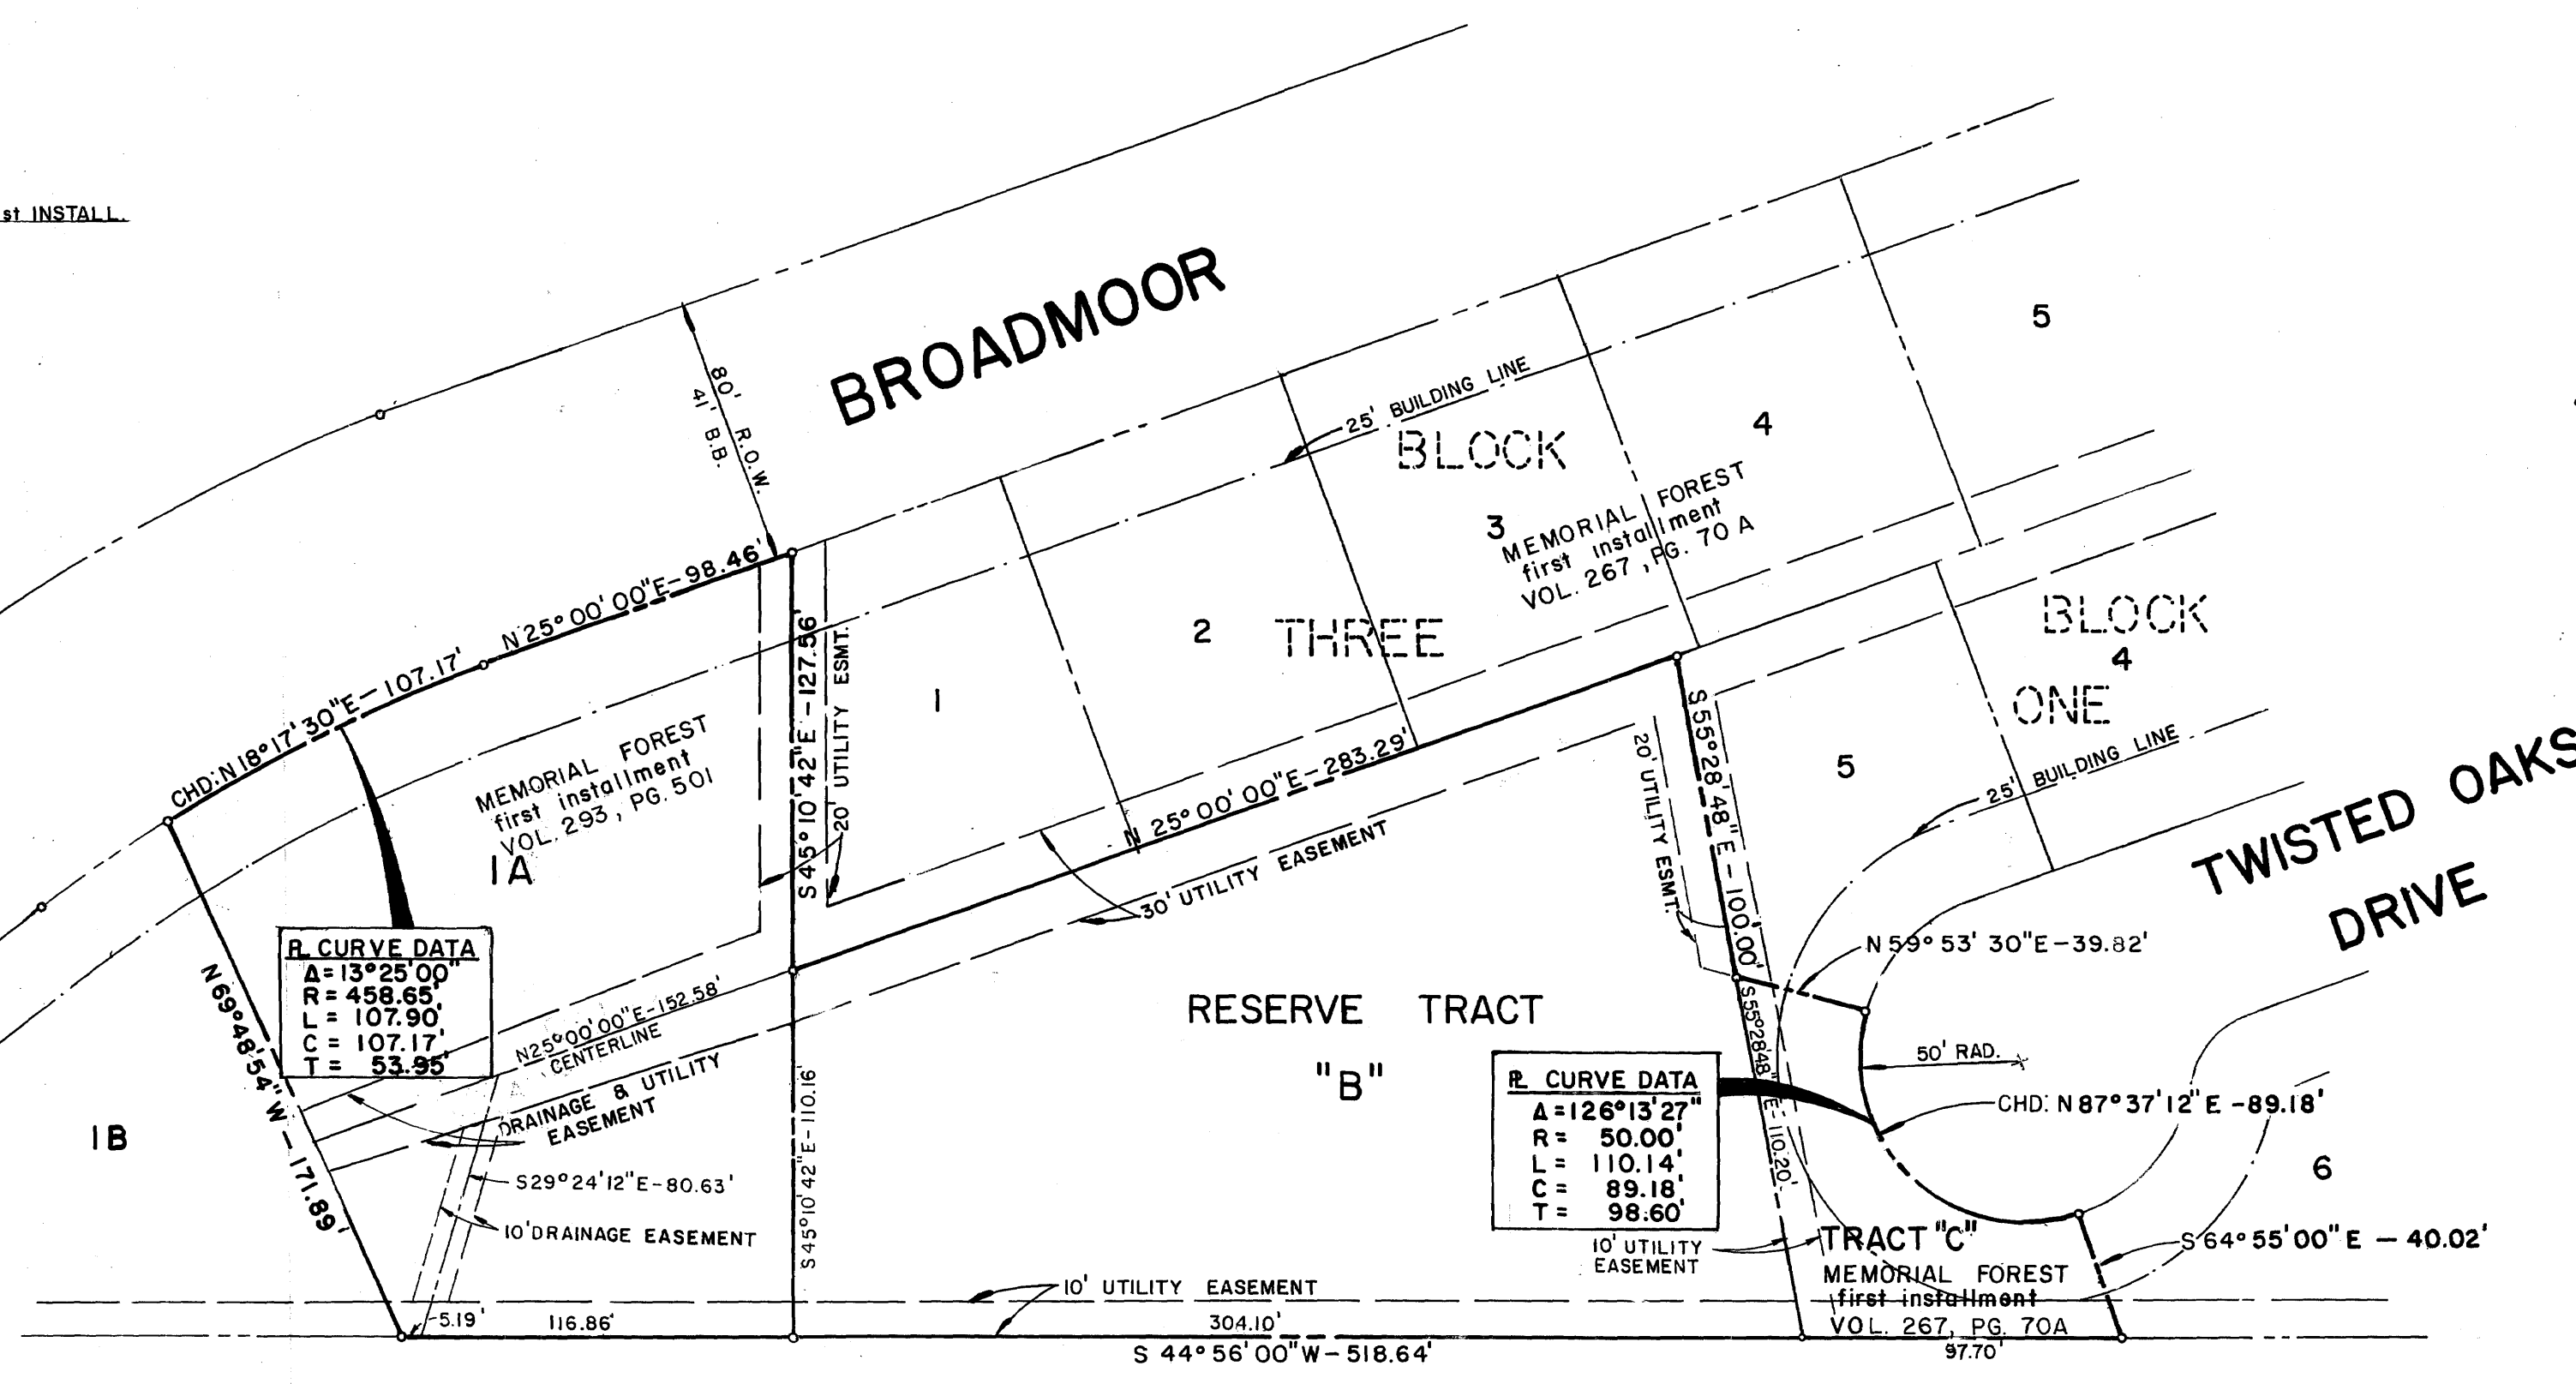 st INSTALL.
BROADMOOR
80' R.O.W.
41' B.B.
25' BUILDING LINE
BLOCK
THREE
1
2
3
4
5
MEMORIAL FOREST
first installment
VOL. 267, PG. 70 A
N 25°00'00"E-98.46'
CHD: N 18°17'30"E-107.17'
S 45°10'42"E-127.56'
20' UTILITY ESMT.
MEMORIAL FOREST
first installment
VOL. 293, PG. 501
1A
1B
N 69°48'54"W-171.89'
PL CURVE DATA
Δ=13°25'00"
R= 458.65'
L = 107.90'
C = 107.17'
T = 53.95'
N 25°00'00"E-283.29'
30' UTILITY EASEMENT
N25°00'00"E-152.58'
CENTERLINE
DRAINAGE & UTILITY
EASEMENT
S29°24'12"E-80.63'
10' DRAINAGE EASEMENT
S45°10'42"E-110.16'
RESERVE TRACT
"B"
20' UTILITY ESMT.
S 55°28'48"E-100.00'
S55°28'48"E-110.20'
BLOCK
ONE
4
5
6
25' BUILDING LINE
TWISTED OAKS
DRIVE
N 59°53'30"E-39.82'
50' RAD.
CHD: N 87°37'12"E-89.18'
PL CURVE DATA
Δ=126°13'27"
R= 50.00'
L= 110.14'
C= 89.18'
T= 98.60'
10' UTILITY
EASEMENT
TRACT "C"
MEMORIAL FOREST
first installment
VOL. 267, PG. 70A
S 64°55'00"E - 40.02'
10' UTILITY EASEMENT
5.19'
116.86'
304.10'
97.70'
S 44°56'00"W-518.64'